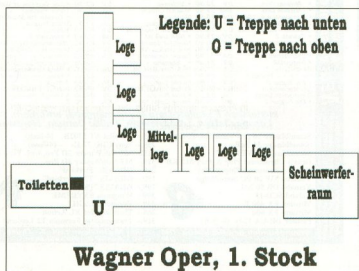 Legende: U = Treppe nach unten
O = Treppe nach oben
Loge
Loge
Loge
Mittel-
loge
Loge
Loge
Loge
Scheinwerfer-
raum
Toiletten
U
Wagner Oper, 1. Stock